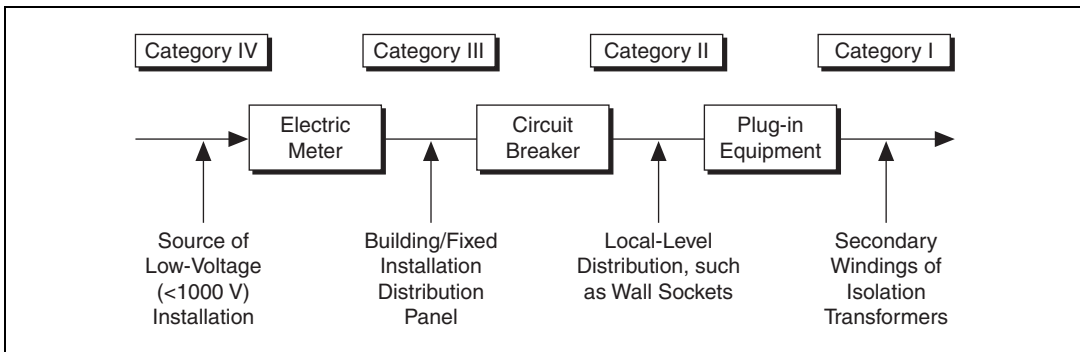 Category IV
Category III
Category II
Category I
Electric
Meter
Circuit
Breaker
Plug-in
Equipment
Source of
Low-Voltage
(<1000 V)
Installation
Building/Fixed
Installation
Distribution
Panel
Local-Level
Distribution, such
as Wall Sockets
Secondary
Windings of
Isolation
Transformers